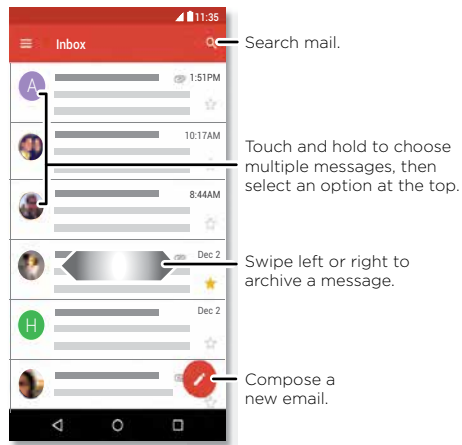 11:35
Inbox
Search mail.
A
1:51PM
10:17AM
Touch and hold to choose
multiple messages, then
select an option at the top.
8:44AM
Dec 2
Swipe left or right to
archive a message.
Dec 2
H
Compose a
new email.